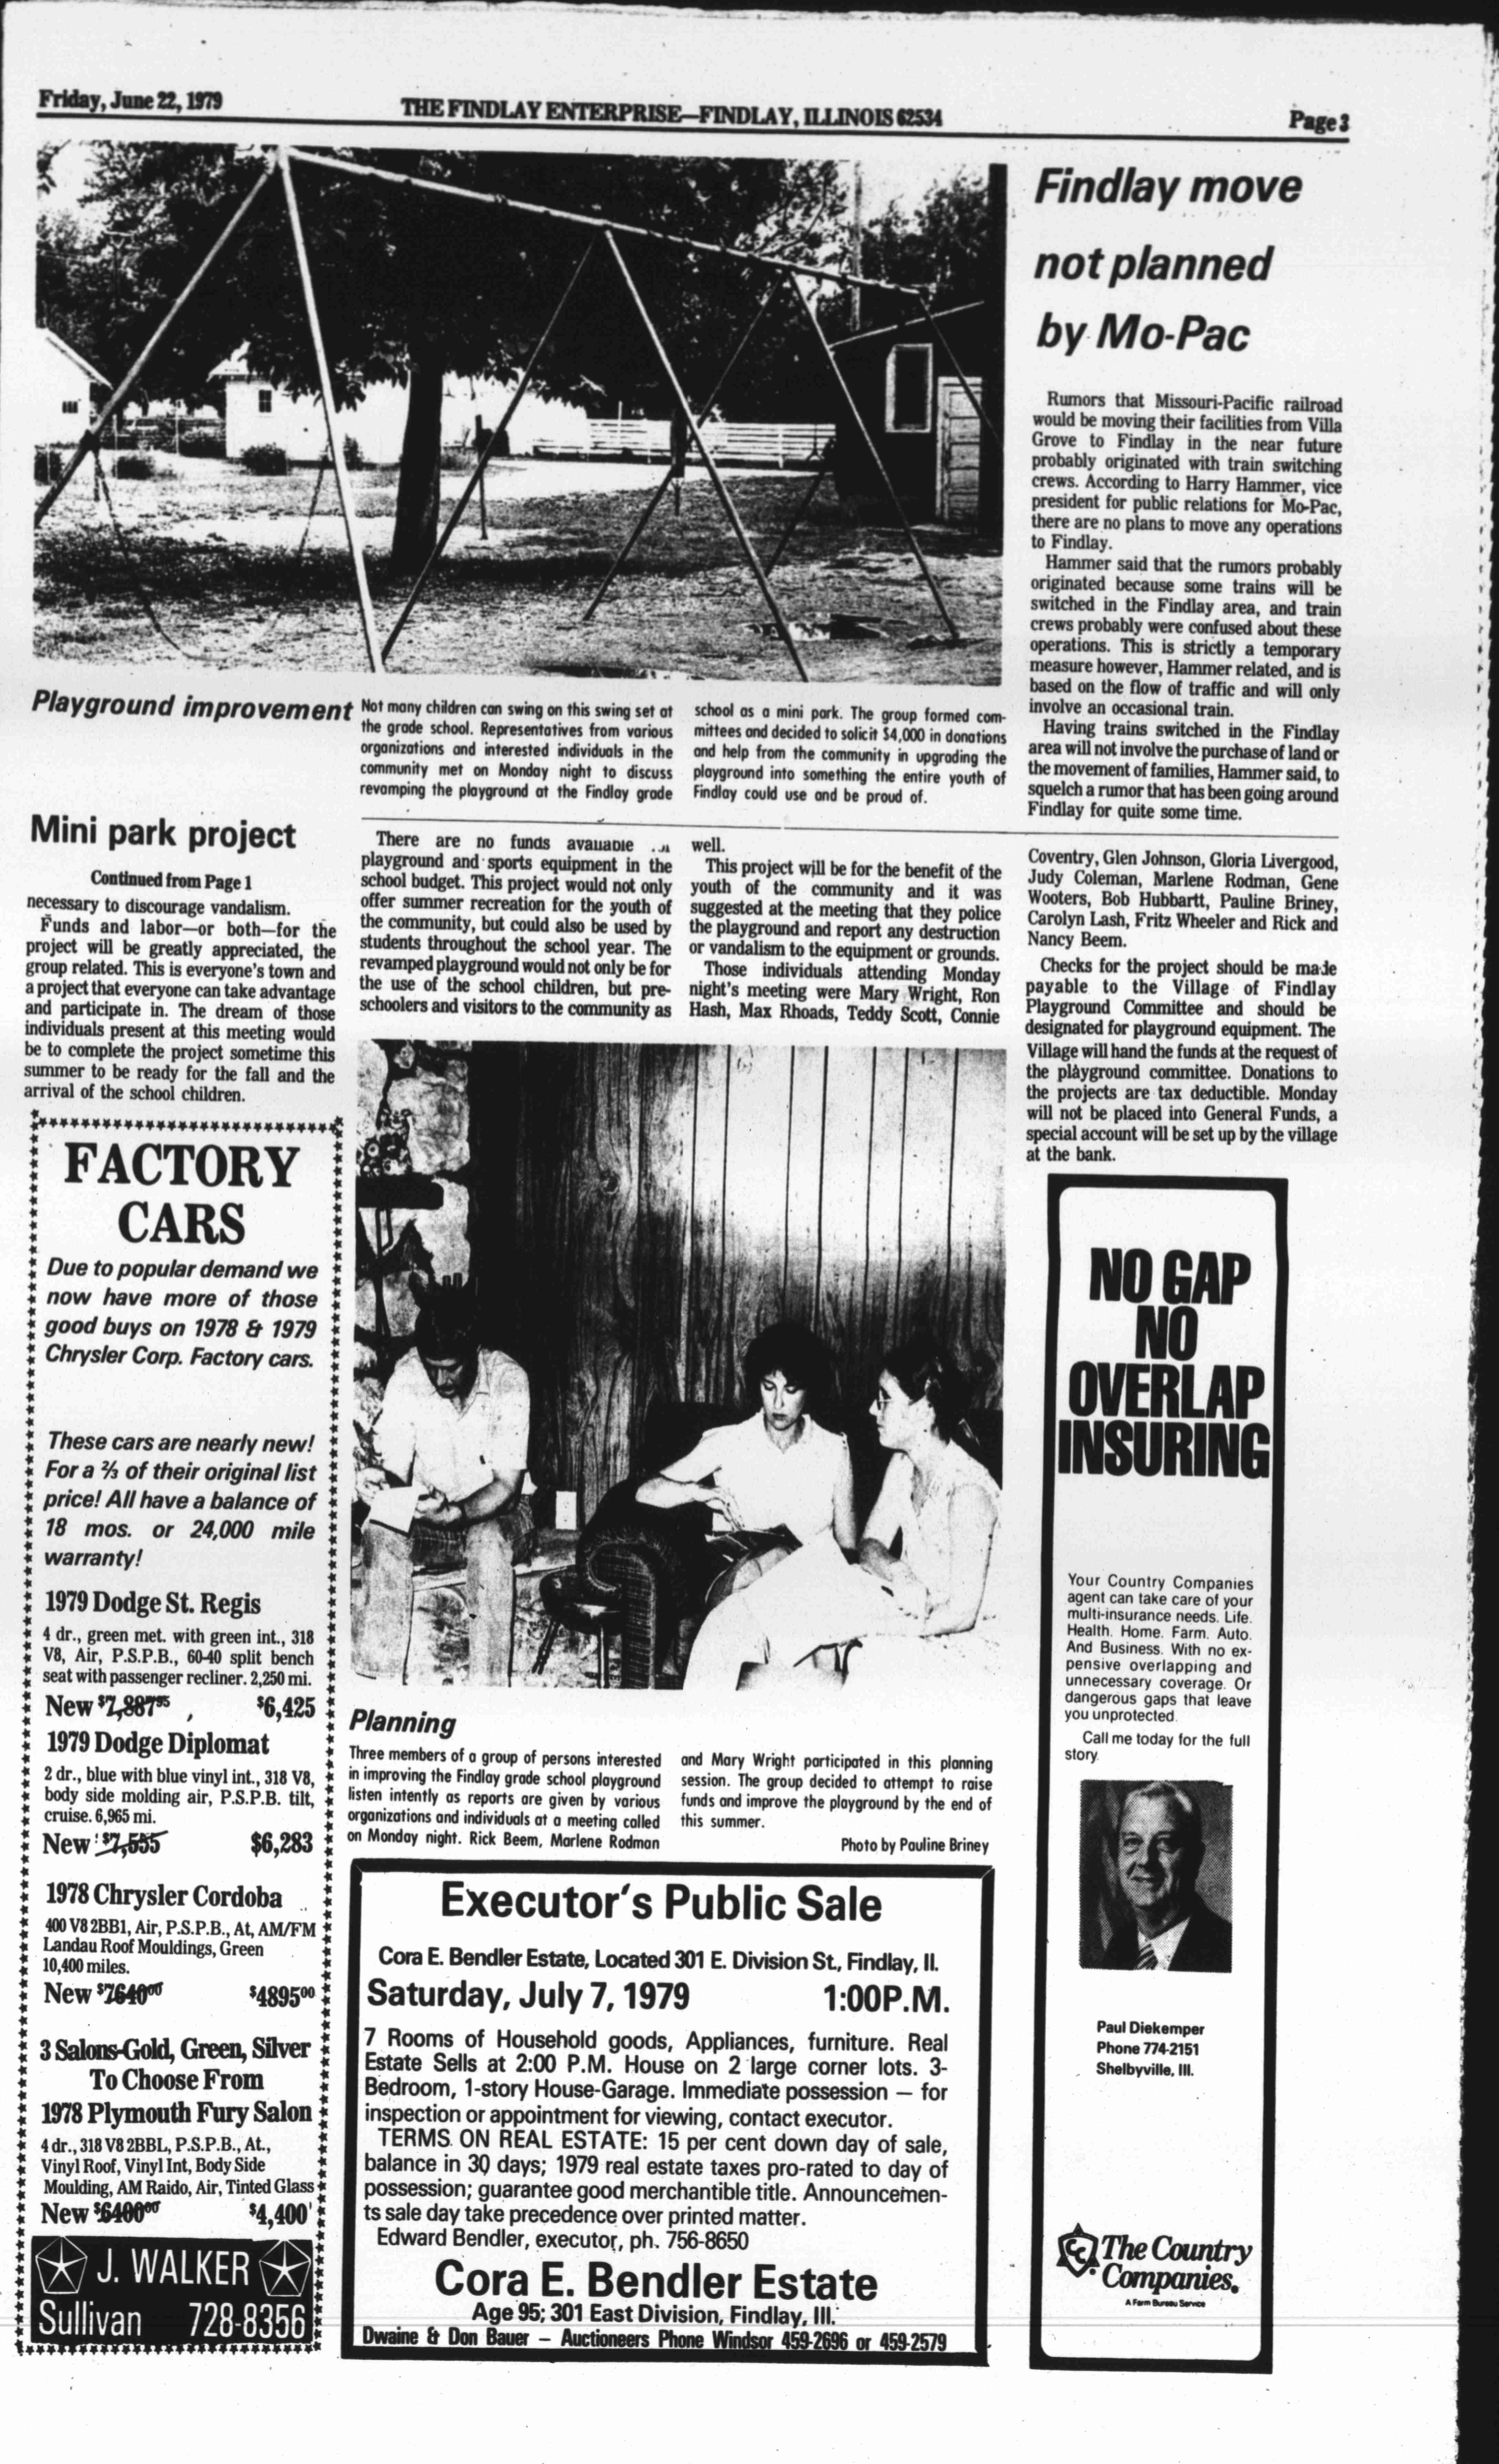 Friday, June 22, 1979
THE FINDLAY ENTERPRISE—FINDLAY, ILLINOIS 62534
Page 3
Playground improvement
Not many children can swing on this swing set at
the grade school. Representatives from various
organizations and interested individuals in the
community met on Monday night to discuss
revamping the playground at the Findlay grade
school as a mini park. The group formed com-
mittees and decided to solicit $4,000 in donations
and help from the community in upgrading the
playground into something the entire youth of
Findlay could use and be proud of.
Findlay move
not planned
by Mo-Pac
Rumors that Missouri-Pacific railroad
would be moving their facilities from Villa
Grove to Findlay in the near future
probably originated with train switching
crews. According to Harry Hammer, vice
president for public relations for Mo-Pac,
there are no plans to move any operations
to Findlay.
Hammer said that the rumors probably
originated because some trains will be
switched in the Findlay area, and train
crews probably were confused about these
operations. This is strictly a temporary
measure however, Hammer related, and is
based on the flow of traffic and will only
involve an occasional train.
Having trains switched in the Findlay
area will not involve the purchase of land or
the movement of families, Hammer said, to
squelch a rumor that has been going around
Findlay for quite some time.
Mini park project
Continued from Page 1
necessary to discourage vandalism.
Funds and labor—or both—for the
project will be greatly appreciated, the
group related. This is everyone's town and
a project that everyone can take advantage
and participate in. The dream of those
individuals present at this meeting would
be to complete the project sometime this
summer to be ready for the fall and the
arrival of the school children.
There are no funds available
playground and sports equipment in the
school budget. This project would not only
offer summer recreation for the youth of
the community, but could also be used by
students throughout the school year. The
revamped playground would not only be for
the use of the school children, but pre-
schoolers and visitors to the community as
well.
This project will be for the benefit of the
youth of the community and it was
suggested at the meeting that they police
the playground and report any destruction
or vandalism to the equipment or grounds.
Those individuals attending Monday
night's meeting were Mary Wright, Ron
Hash, Max Rhoads, Teddy Scott, Connie
Coventry, Glen Johnson, Gloria Livergood,
Judy Coleman, Marlene Rodman, Gene
Wooters, Bob Hubbartt, Pauline Briney,
Carolyn Lash, Fritz Wheeler and Rick and
Nancy Beem.
Checks for the project should be made
payable to the Village of Findlay
Playground Committee and should be
designated for playground equipment. The
Village will hand the funds at the request of
the playground committee. Donations to
the projects are tax deductible. Monday
will not be placed into General Funds, a
special account will be set up by the village
at the bank.
FACTORY
CARS
Due to popular demand we
now have more of those
good buys on 1978 & 1979
Chrysler Corp. Factory cars.
These cars are nearly new!
For a ⅔ of their original list
price! All have a balance of
18 mos. or 24,000 mile
warranty!
1979 Dodge St. Regis
4 dr., green met. with green int., 318
V8, Air, P.S.P.B., 60-40 split bench
seat with passenger recliner. 2,250 mi.
New $7,887⁹⁵ , $6,425
1979 Dodge Diplomat
2 dr., blue with blue vinyl int., 318 V8,
body side molding air, P.S.P.B. tilt,
cruise. 6,965 mi.
New $7,555 $6,283
1978 Chrysler Cordoba
400 V8 2BB1, Air, P.S.P.B., At, AM/FM
Landau Roof Mouldings, Green
10,400 miles.
New $7640⁰⁰ $4895⁰⁰
3 Salons-Gold, Green, Silver
To Choose From
1978 Plymouth Fury Salon
4 dr., 318 V8 2BBL, P.S.P.B., At.,
Vinyl Roof, Vinyl Int, Body Side
Moulding, AM Raido, Air, Tinted Glass
New $6400⁰⁰ $4,400
J. WALKER
Sullivan 728-8356
Planning
Three members of a group of persons interested
in improving the Findlay grade school playground
listen intently as reports are given by various
organizations and individuals at a meeting called
on Monday night. Rick Beem, Marlene Rodman
and Mary Wright participated in this planning
session. The group decided to attempt to raise
funds and improve the playground by the end of
this summer.
Photo by Pauline Briney
Executor's Public Sale
Cora E. Bendler Estate, Located 301 E. Division St., Findlay, Il.
Saturday, July 7, 1979 1:00P.M.
7 Rooms of Household goods, Appliances, furniture. Real
Estate Sells at 2:00 P.M. House on 2 large corner lots. 3-
Bedroom, 1-story House-Garage. Immediate possession — for
inspection or appointment for viewing, contact executor.
TERMS ON REAL ESTATE: 15 per cent down day of sale,
balance in 30 days; 1979 real estate taxes pro-rated to day of
possession; guarantee good merchantible title. Announcemen-
ts sale day take precedence over printed matter.
Edward Bendler, executor, ph. 756-8650
Cora E. Bendler Estate
Age 95; 301 East Division, Findlay, Ill.
Dwaine & Don Bauer — Auctioneers Phone Windsor 459-2696 or 459-2579
NO GAP
NO
OVERLAP
INSURING
Your Country Companies
agent can take care of your
multi-insurance needs. Life.
Health. Home. Farm. Auto.
And Business. With no ex-
pensive overlapping and
unnecessary coverage. Or
dangerous gaps that leave
you unprotected.
Call me today for the full
story.
Paul Diekemper
Phone 774-2151
Shelbyville, Ill.
CC
The Country
Companies.
A Farm Bureau Service